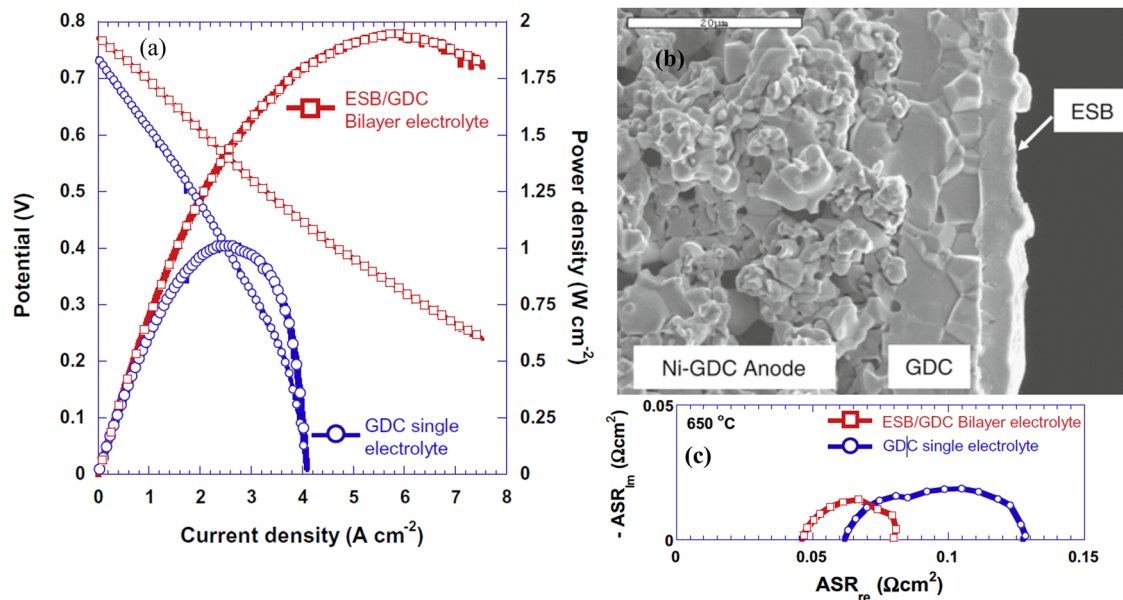 (a)
0.8
0.7
0.6
0.5
0.4
0.3
0.2
0.1
0
Potential (V)
2
1.75
1.5
1.25
1
0.75
0.5
0.25
0
Power density (W cm-2)
ESB/GDC
Bilayer electrolyte
GDC single
electrolyte
0 1 2 3 4 5 6 7 8
Current density (A cm-2)
20μm
(b)
ESB
Ni-GDC Anode
GDC
650 °C
ESB/GDC Bilayer electrolyte
GDC single electrolyte
(c)
0.05
0
- ASRIm (Ωcm2)
0 0.05 0.1 0.15
ASRre (Ωcm2)